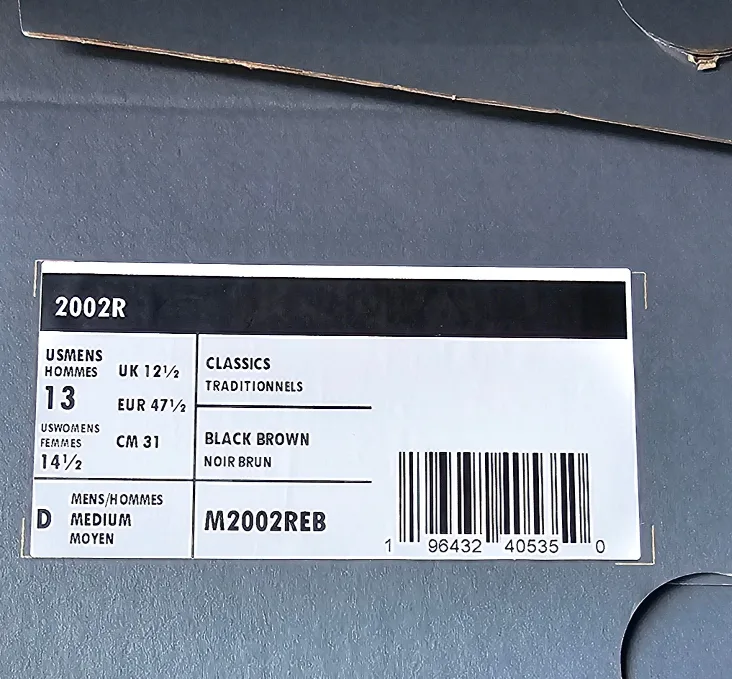 2002R
USMENS
HOMMES
13
UK 12½
EUR 47½
CM 31
USWOMENS
FEMMES
14½
CLASSICS
TRADITIONNELS
BLACK BROWN
NOIR BRUN
D
MENS/HOMMES
MEDIUM
MOYEN
M2002REB
1 96432 40535 0